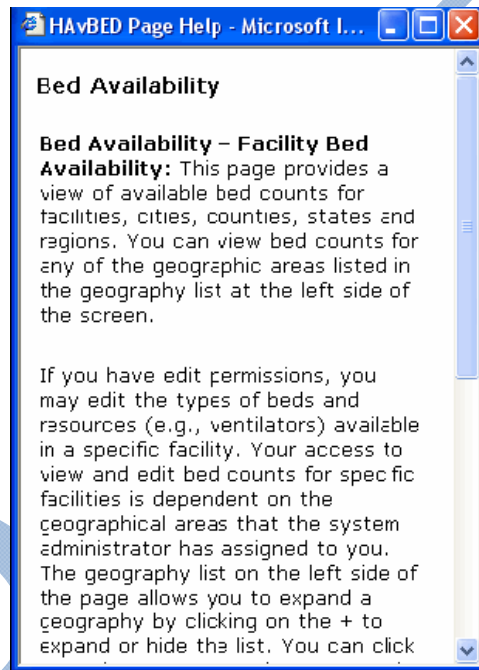 HAvBED Page Help - Microsoft I...
Bed Availability
Bed Availability – Facility Bed
Availability: This page provides a
view of available bed counts for
facilities, cities, counties, states and
regions. You can view bed counts for
any of the geographic areas listed in
the geography list at the left side of
the screen.
If you have edit permissions, you
may edit the types of beds and
resources (e.g., ventilators) available
in a specific facility. Your access to
view and edit bed counts for specific
facilities is dependent on the
geographical areas that the system
administrator has assigned to you.
The geography list on the left side of
the page allows you to expand a
geography by clicking on the + to
expand or hide the list. You can click